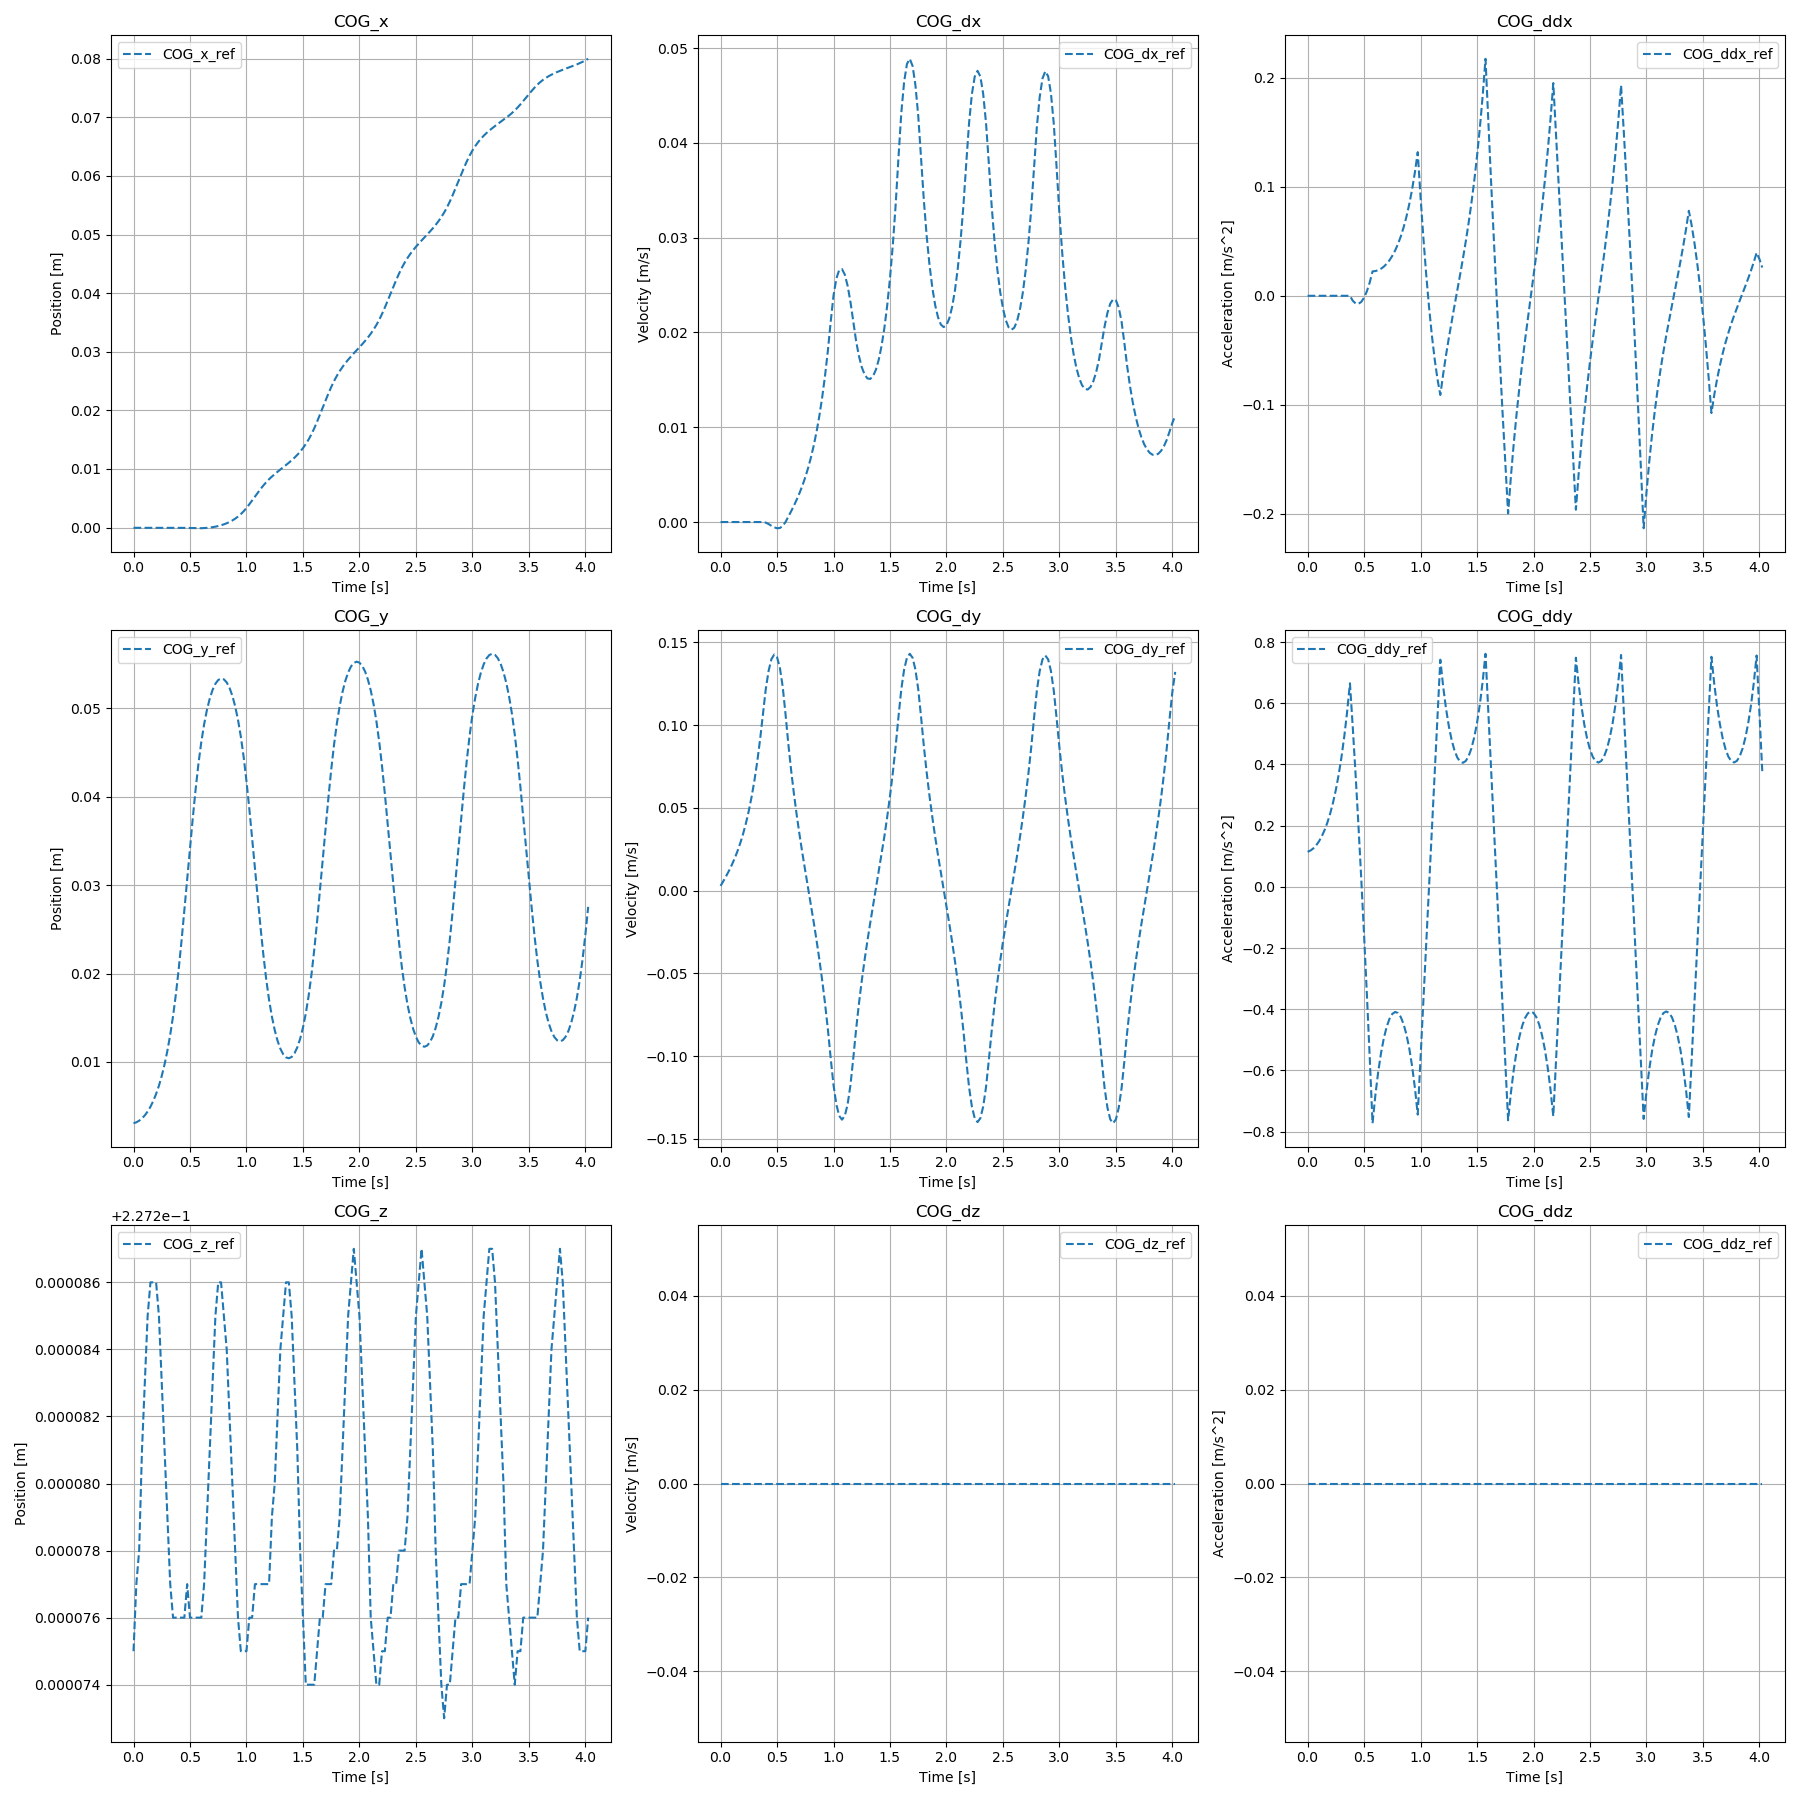 COG_x
COG_x_ref
0.08
0.07
0.06
0.05
0.04
0.03
0.02
0.01
0.00
Position [m]
0.0 0.5 1.0 1.5 2.0 2.5 3.0 3.5 4.0
Time [s]
COG_dx
COG_dx_ref
0.05
0.04
0.03
0.02
0.01
0.00
Velocity [m/s]
0.0 0.5 1.0 1.5 2.0 2.5 3.0 3.5 4.0
Time [s]
COG_ddx
COG_ddx_ref
0.2
0.1
0.0
−0.1
−0.2
Acceleration [m/s^2]
0.0 0.5 1.0 1.5 2.0 2.5 3.0 3.5 4.0
Time [s]
COG_y
COG_y_ref
0.05
0.04
0.03
0.02
0.01
Position [m]
0.0 0.5 1.0 1.5 2.0 2.5 3.0 3.5 4.0
Time [s]
COG_dy
COG_dy_ref
0.15
0.10
0.05
0.00
−0.05
−0.10
−0.15
Velocity [m/s]
0.0 0.5 1.0 1.5 2.0 2.5 3.0 3.5 4.0
Time [s]
COG_ddy
COG_ddy_ref
0.8
0.6
0.4
0.2
0.0
−0.2
−0.4
−0.6
−0.8
Acceleration [m/s^2]
0.0 0.5 1.0 1.5 2.0 2.5 3.0 3.5 4.0
Time [s]
COG_z
+2.272e−1
COG_z_ref
0.000086
0.000084
0.000082
0.000080
0.000078
0.000076
0.000074
Position [m]
0.0 0.5 1.0 1.5 2.0 2.5 3.0 3.5 4.0
Time [s]
COG_dz
COG_dz_ref
0.04
0.02
0.00
−0.02
−0.04
Velocity [m/s]
0.0 0.5 1.0 1.5 2.0 2.5 3.0 3.5 4.0
Time [s]
COG_ddz
COG_ddz_ref
0.04
0.02
0.00
−0.02
−0.04
Acceleration [m/s^2]
0.0 0.5 1.0 1.5 2.0 2.5 3.0 3.5 4.0
Time [s]